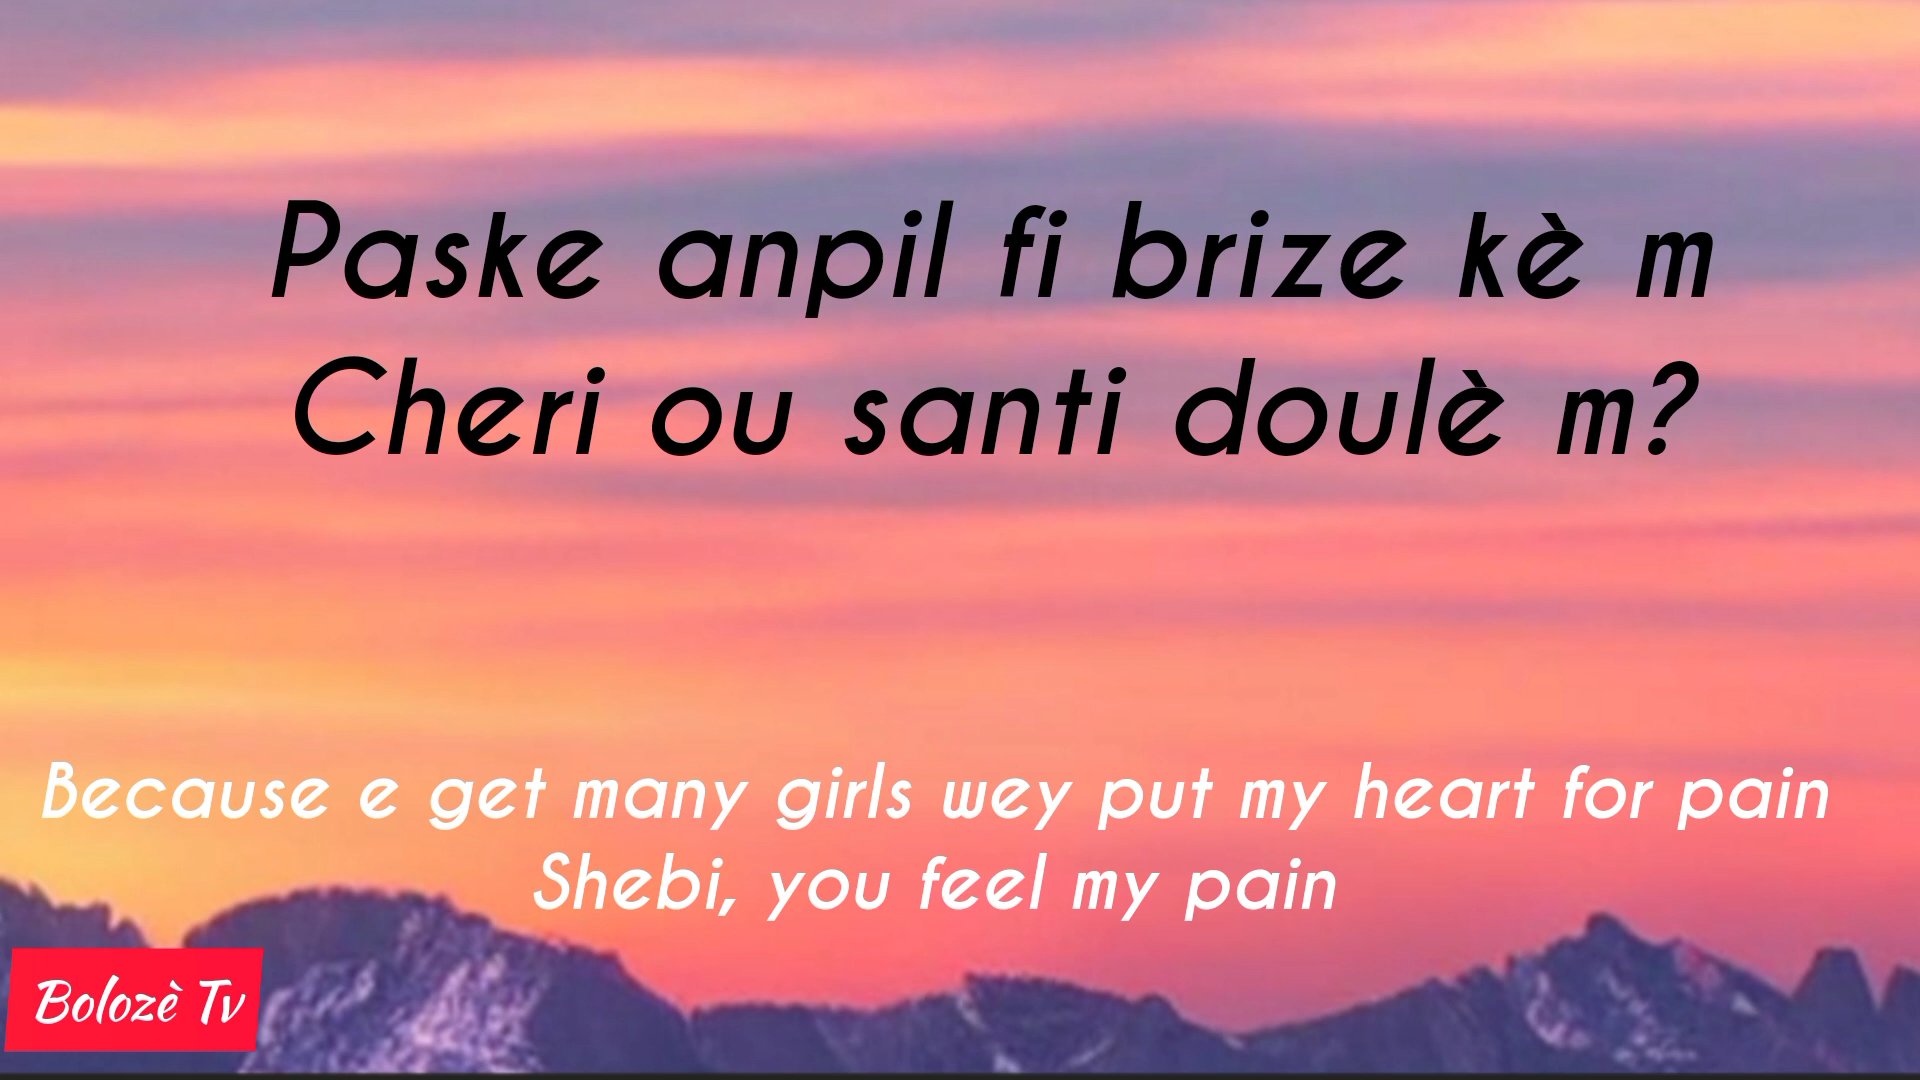 Paske anpil fi brize kè m
Cheri ou santi doulè m?
Because e get many girls wey put my heart for pain
Shebi, you feel my pain
Bolozè Tv